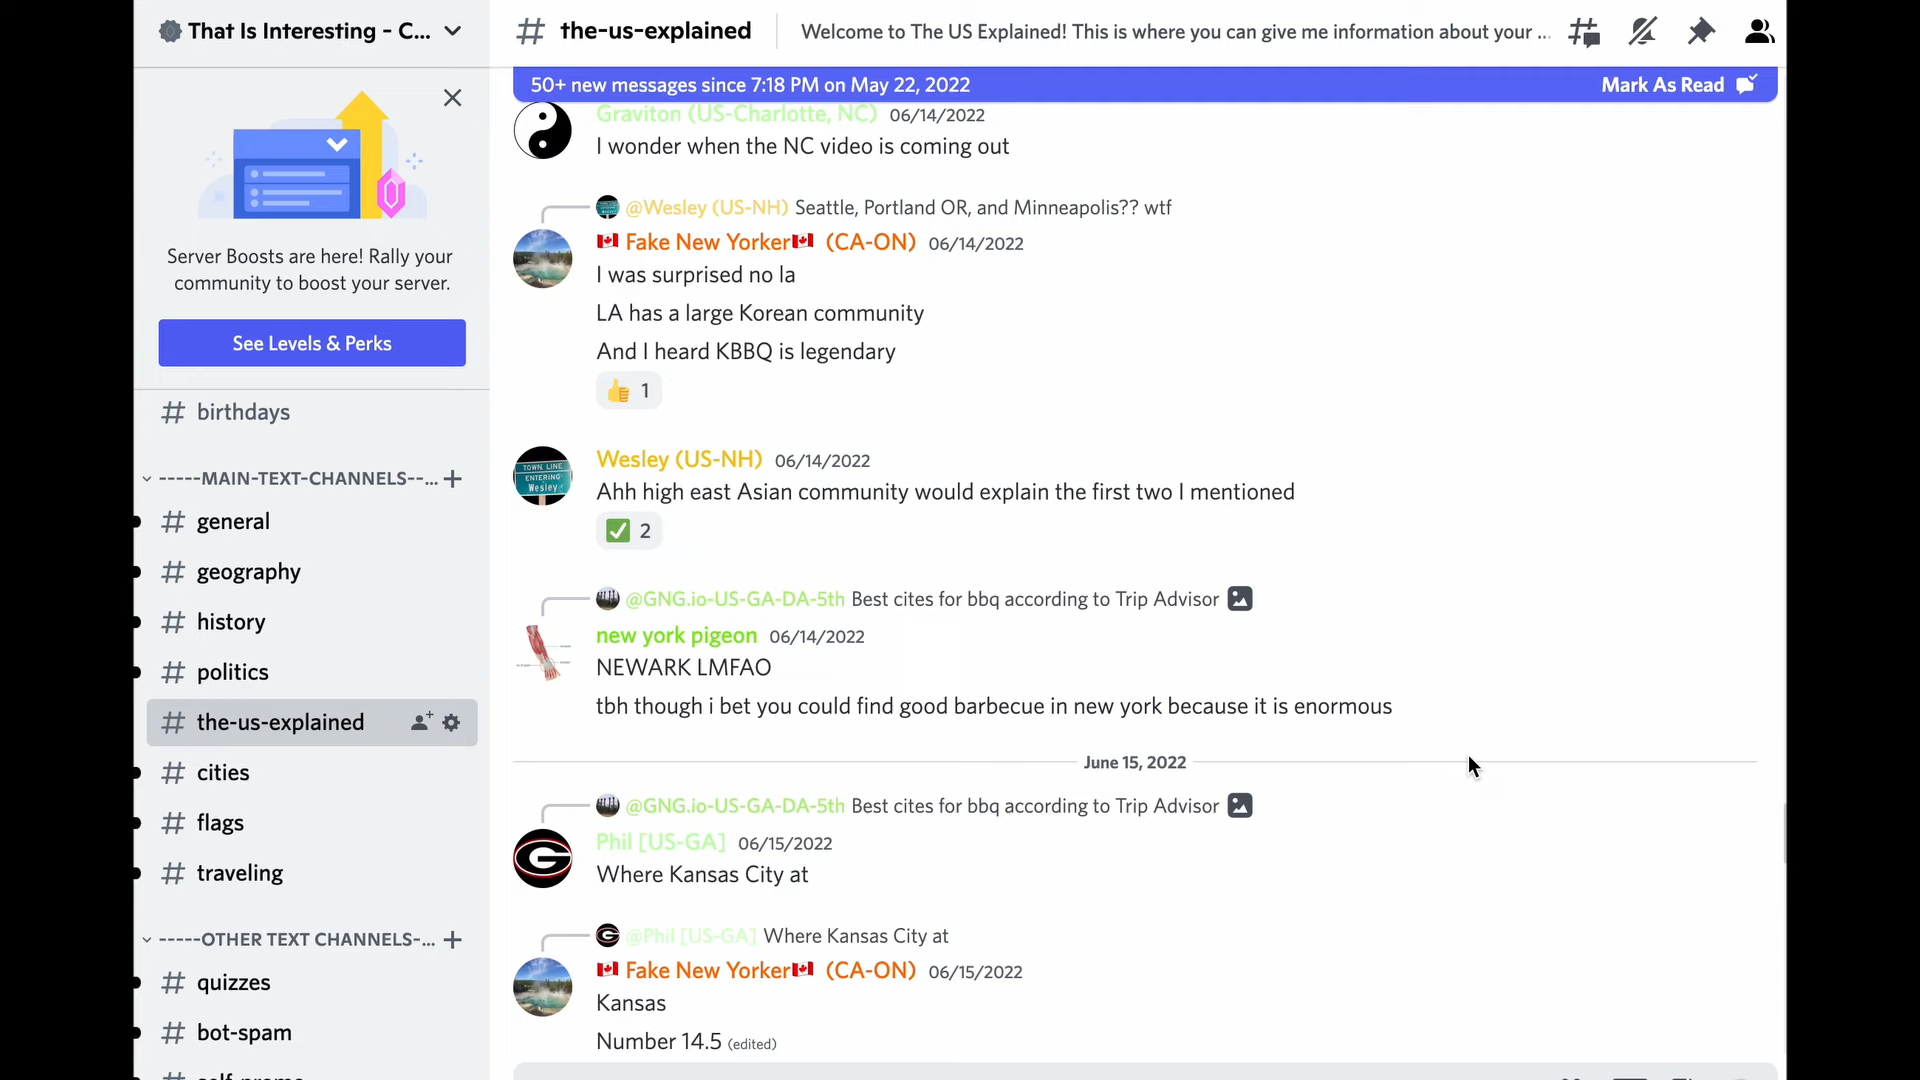 That Is Interesting - C...
# the-us-explained
Welcome to The US Explained! This is where you can give me information about your ...
50+ new messages since 7:18 PM on May 22, 2022
Mark As Read
Server Boosts are here! Rally your
community to boost your server.
See Levels & Perks
# birthdays
-----MAIN-TEXT-CHANNELS--...
# general
# geography
# history
# politics
# the-us-explained
# cities
# flags
# traveling
-----OTHER TEXT CHANNELS-...
# quizzes
# bot-spam
Graviton (US-Charlotte, NC) 06/14/2022
I wonder when the NC video is coming out
@Wesley (US-NH) Seattle, Portland OR, and Minneapolis?? wtf
🇨🇦 Fake New Yorker🇨🇦 (CA-ON) 06/14/2022
I was surprised no la
LA has a large Korean community
And I heard KBBQ is legendary
👍 1
Wesley (US-NH) 06/14/2022
TOWN LINE
ENTERING
Wesley
Ahh high east Asian community would explain the first two I mentioned
✅ 2
@GNG.io-US-GA-DA-5th Best cites for bbq according to Trip Advisor
new york pigeon 06/14/2022
NEWARK LMFAO
tbh though i bet you could find good barbecue in new york because it is enormous
June 15, 2022
@GNG.io-US-GA-DA-5th Best cites for bbq according to Trip Advisor
Phil [US-GA] 06/15/2022
Where Kansas City at
@Phil [US-GA] Where Kansas City at
🇨🇦 Fake New Yorker🇨🇦 (CA-ON) 06/15/2022
Kansas
Number 14.5 (edited)